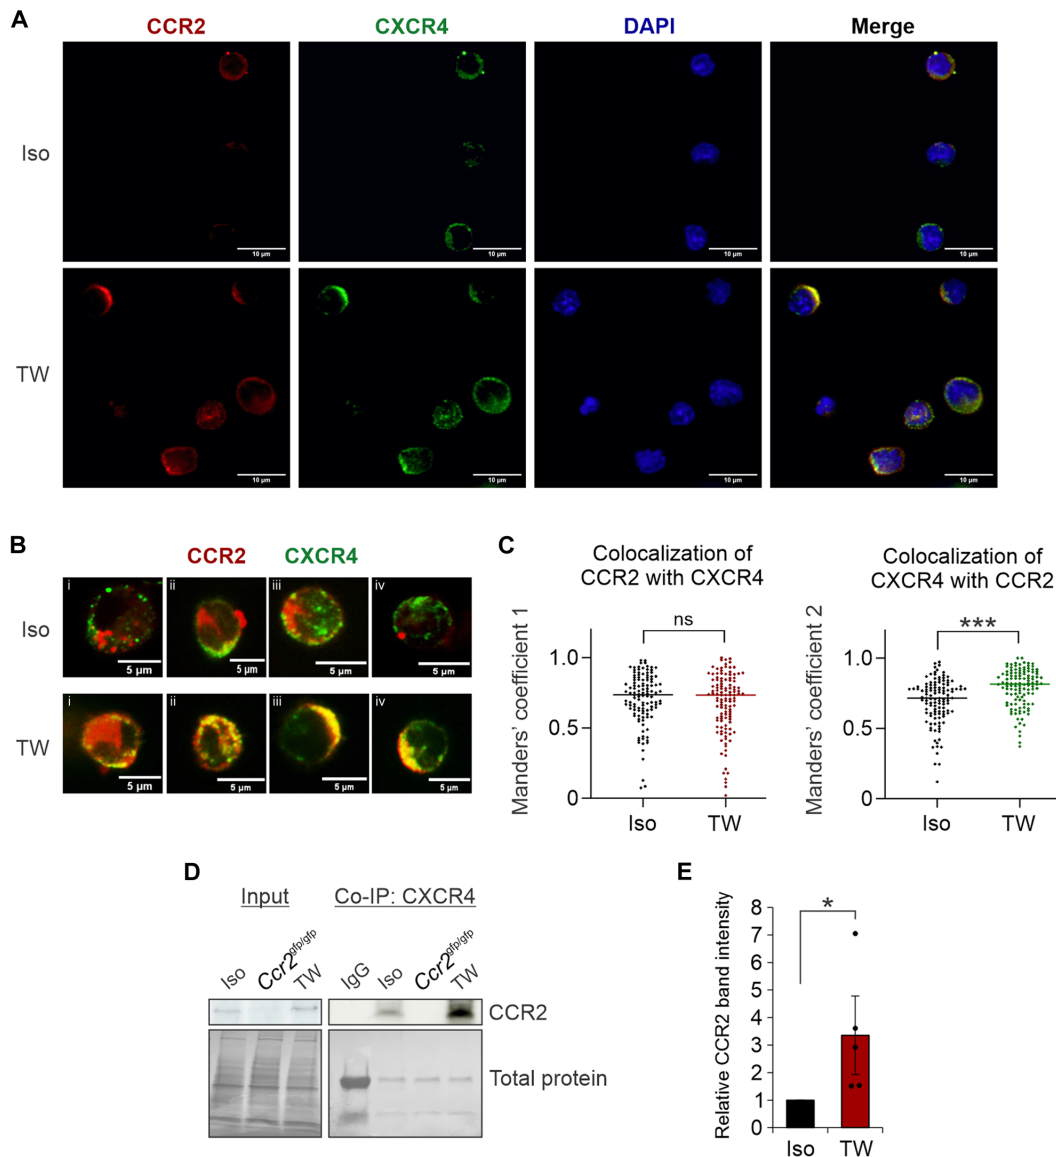 A
CCR2 CXCR4 DAPI Merge
Iso
10 µm 10 µm 10 µm 10 µm
TW
10 µm 10 µm 10 µm 10 µm
B
CCR2 CXCR4
Iso
i ii iii iv
5 µm 5 µm 5 µm 5 µm
TW
i ii iii iv
5 µm 5 µm 5 µm 5 µm
C
Colocalization of
CCR2 with CXCR4
Manders' coefficient 1
ns
1.0
0.5
0
Iso TW
Colocalization of
CXCR4 with CCR2
Manders' coefficient 2
***
1.0
0.5
0
Iso TW
D
Input Co-IP: CXCR4
Iso Ccr2gfp/gfp TW IgG Iso Ccr2gfp/gfp TW
CCR2
Total protein
E
Relative CCR2 band intensity
*
8
7
6
5
4
3
2
1
0
Iso TW